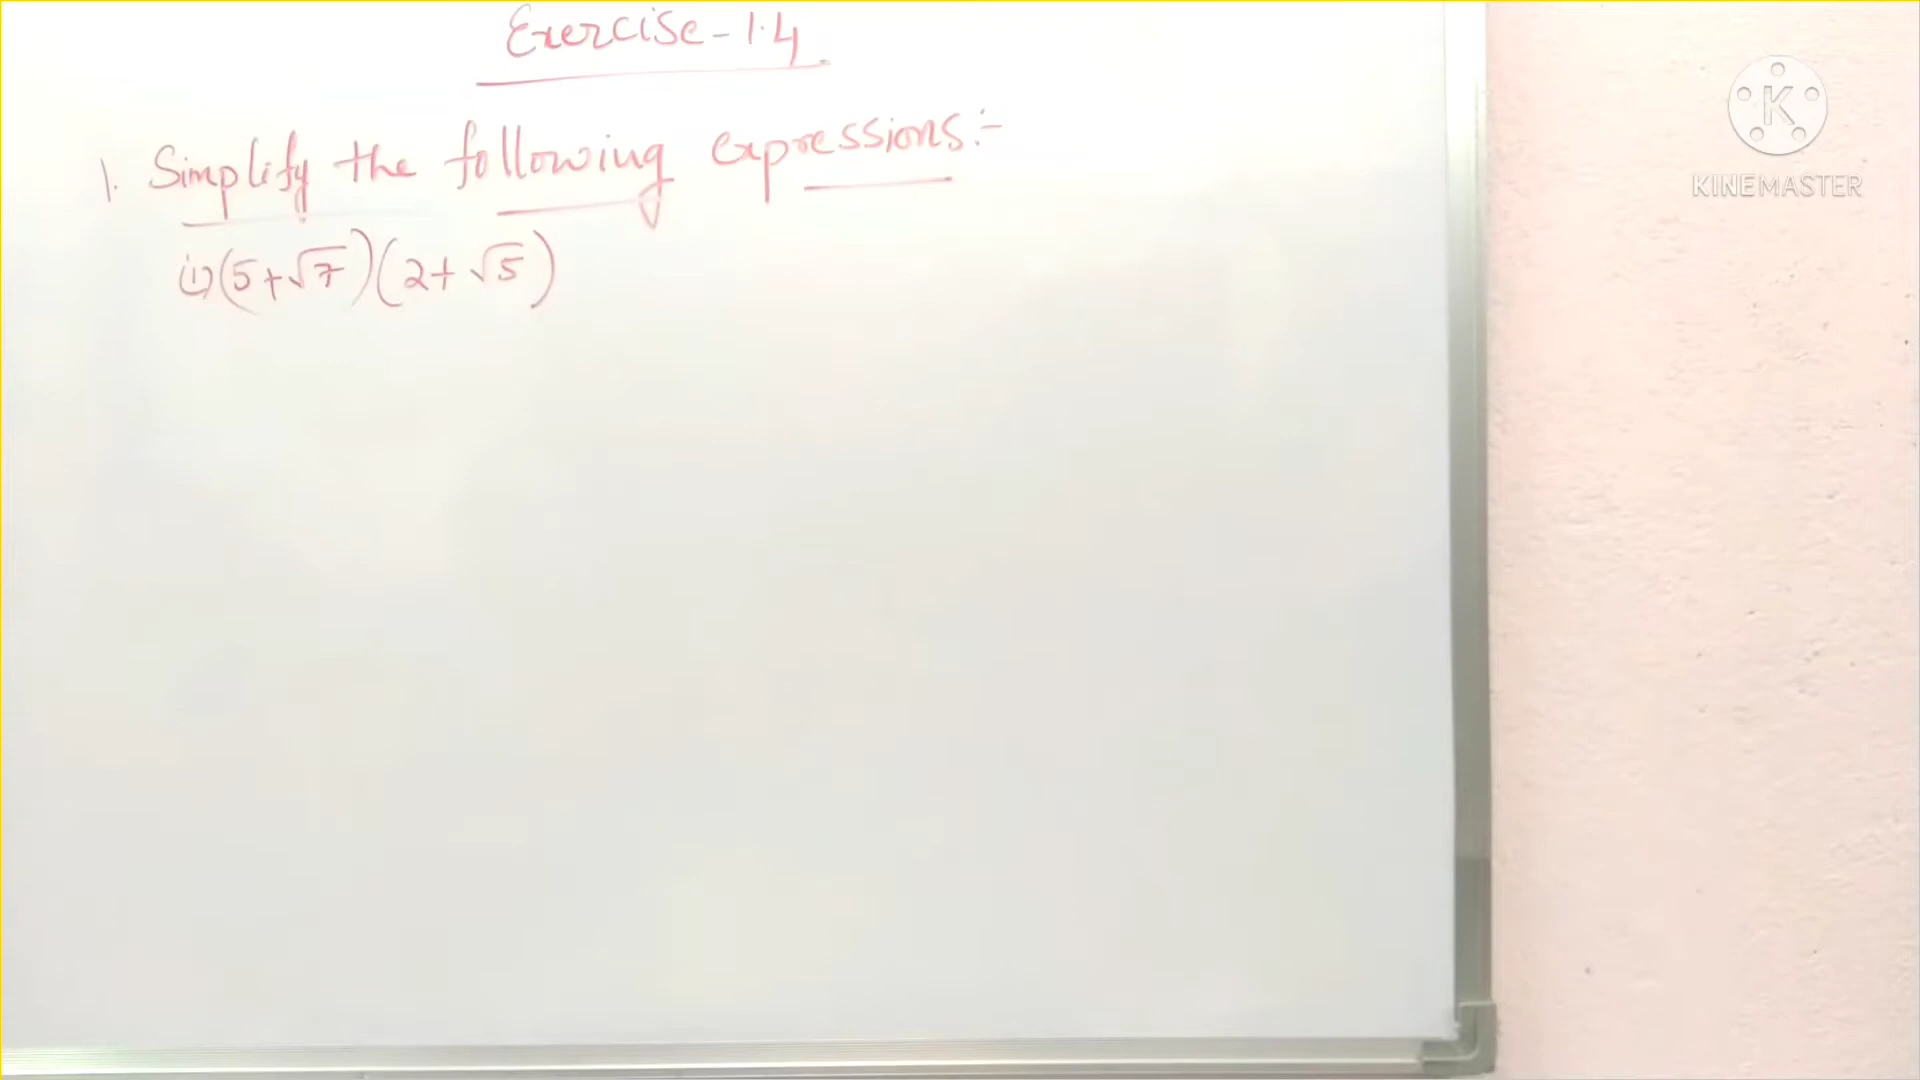 Exercise-1.4
1. Simplify the following expressions:-
(i) (5+√7)(2+√5)
K
KINEMASTER